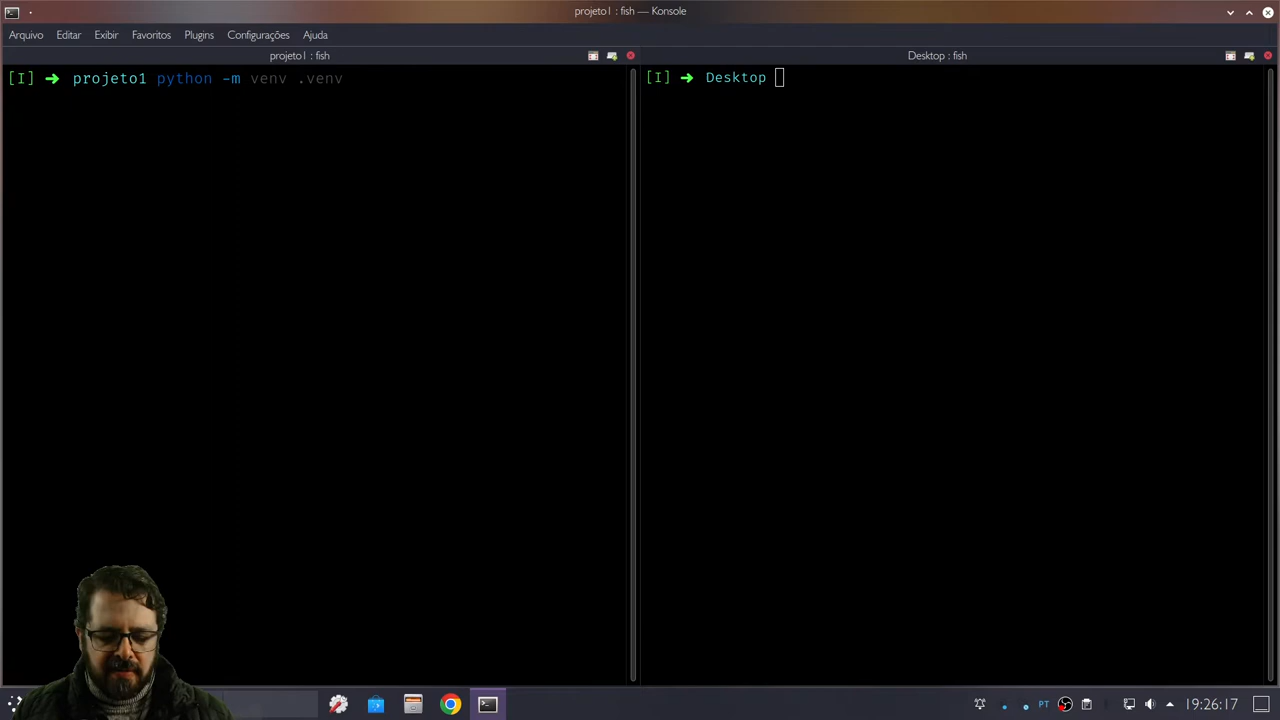 projeto1 : fish — Konsole
Arquivo Editar Exibir Favoritos Plugins Configurações Ajuda
projeto1 : fish
Desktop : fish
[I] ➜ projeto1 python -m venv .venv
[I] ➜ Desktop
PT
19:26:17